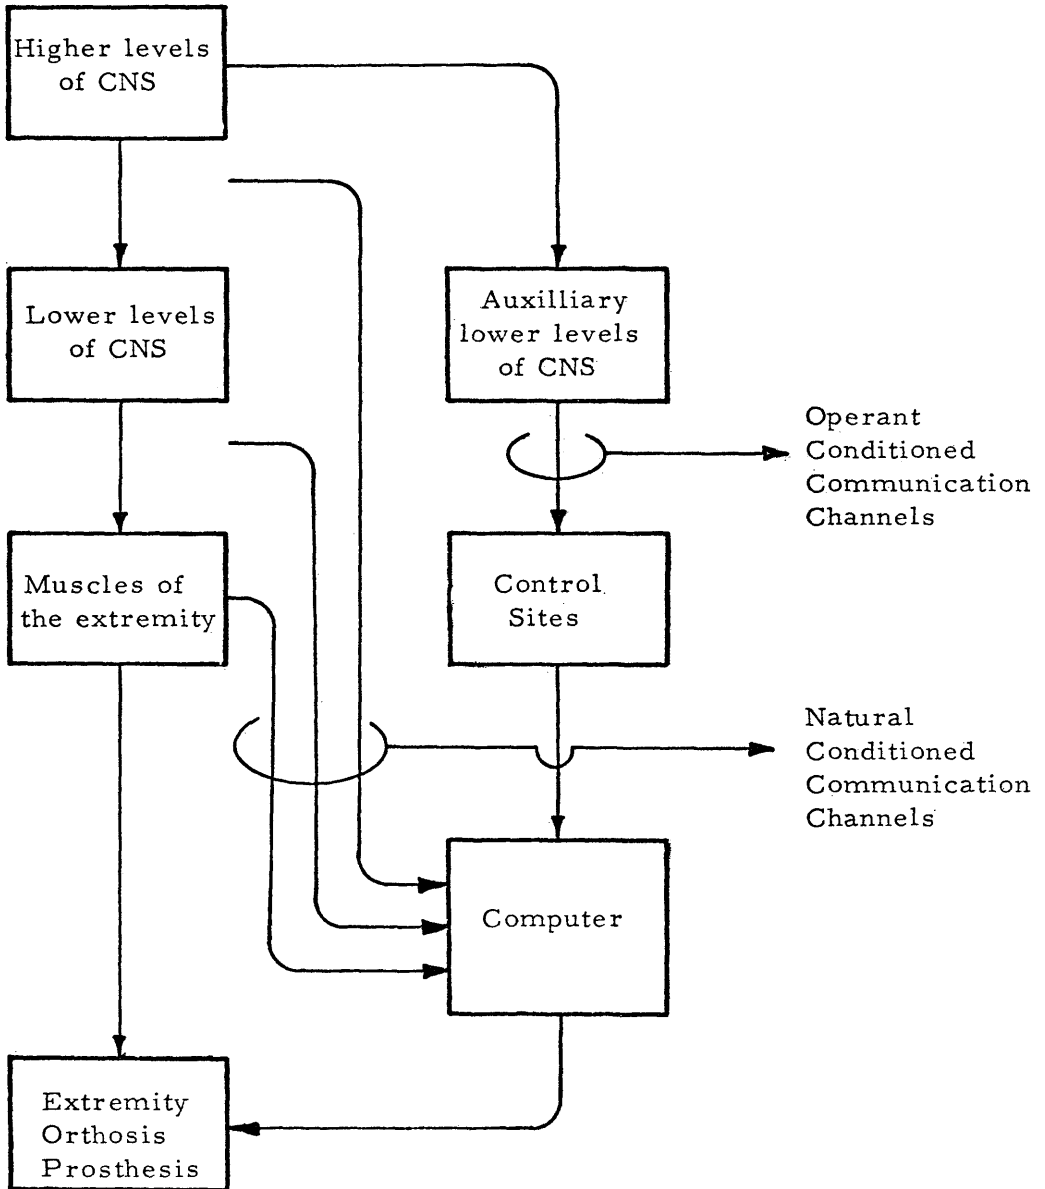 Higher levels
of CNS
Lower levels
of CNS
Auxilliary
lower levels
of CNS
Operant
Conditioned
Communication
Channels
Muscles of
the extremity
Control
Sites
Natural
Conditioned
Communication
Channels
Computer
Extremity
Orthosis
Prosthesis